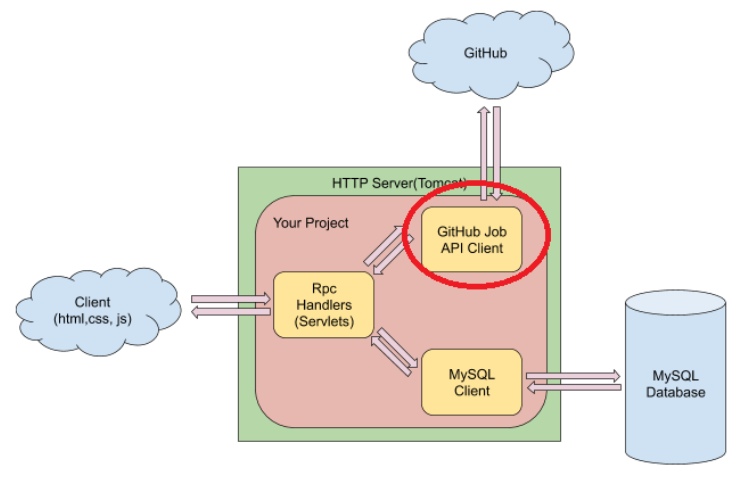 GitHub
HTTP Server(Tomcat)
Your Project
GitHub Job
API Client
Rpc
Handlers
(Servlets)
Client
(html,css, js)
MySQL
Client
MySQL
Database